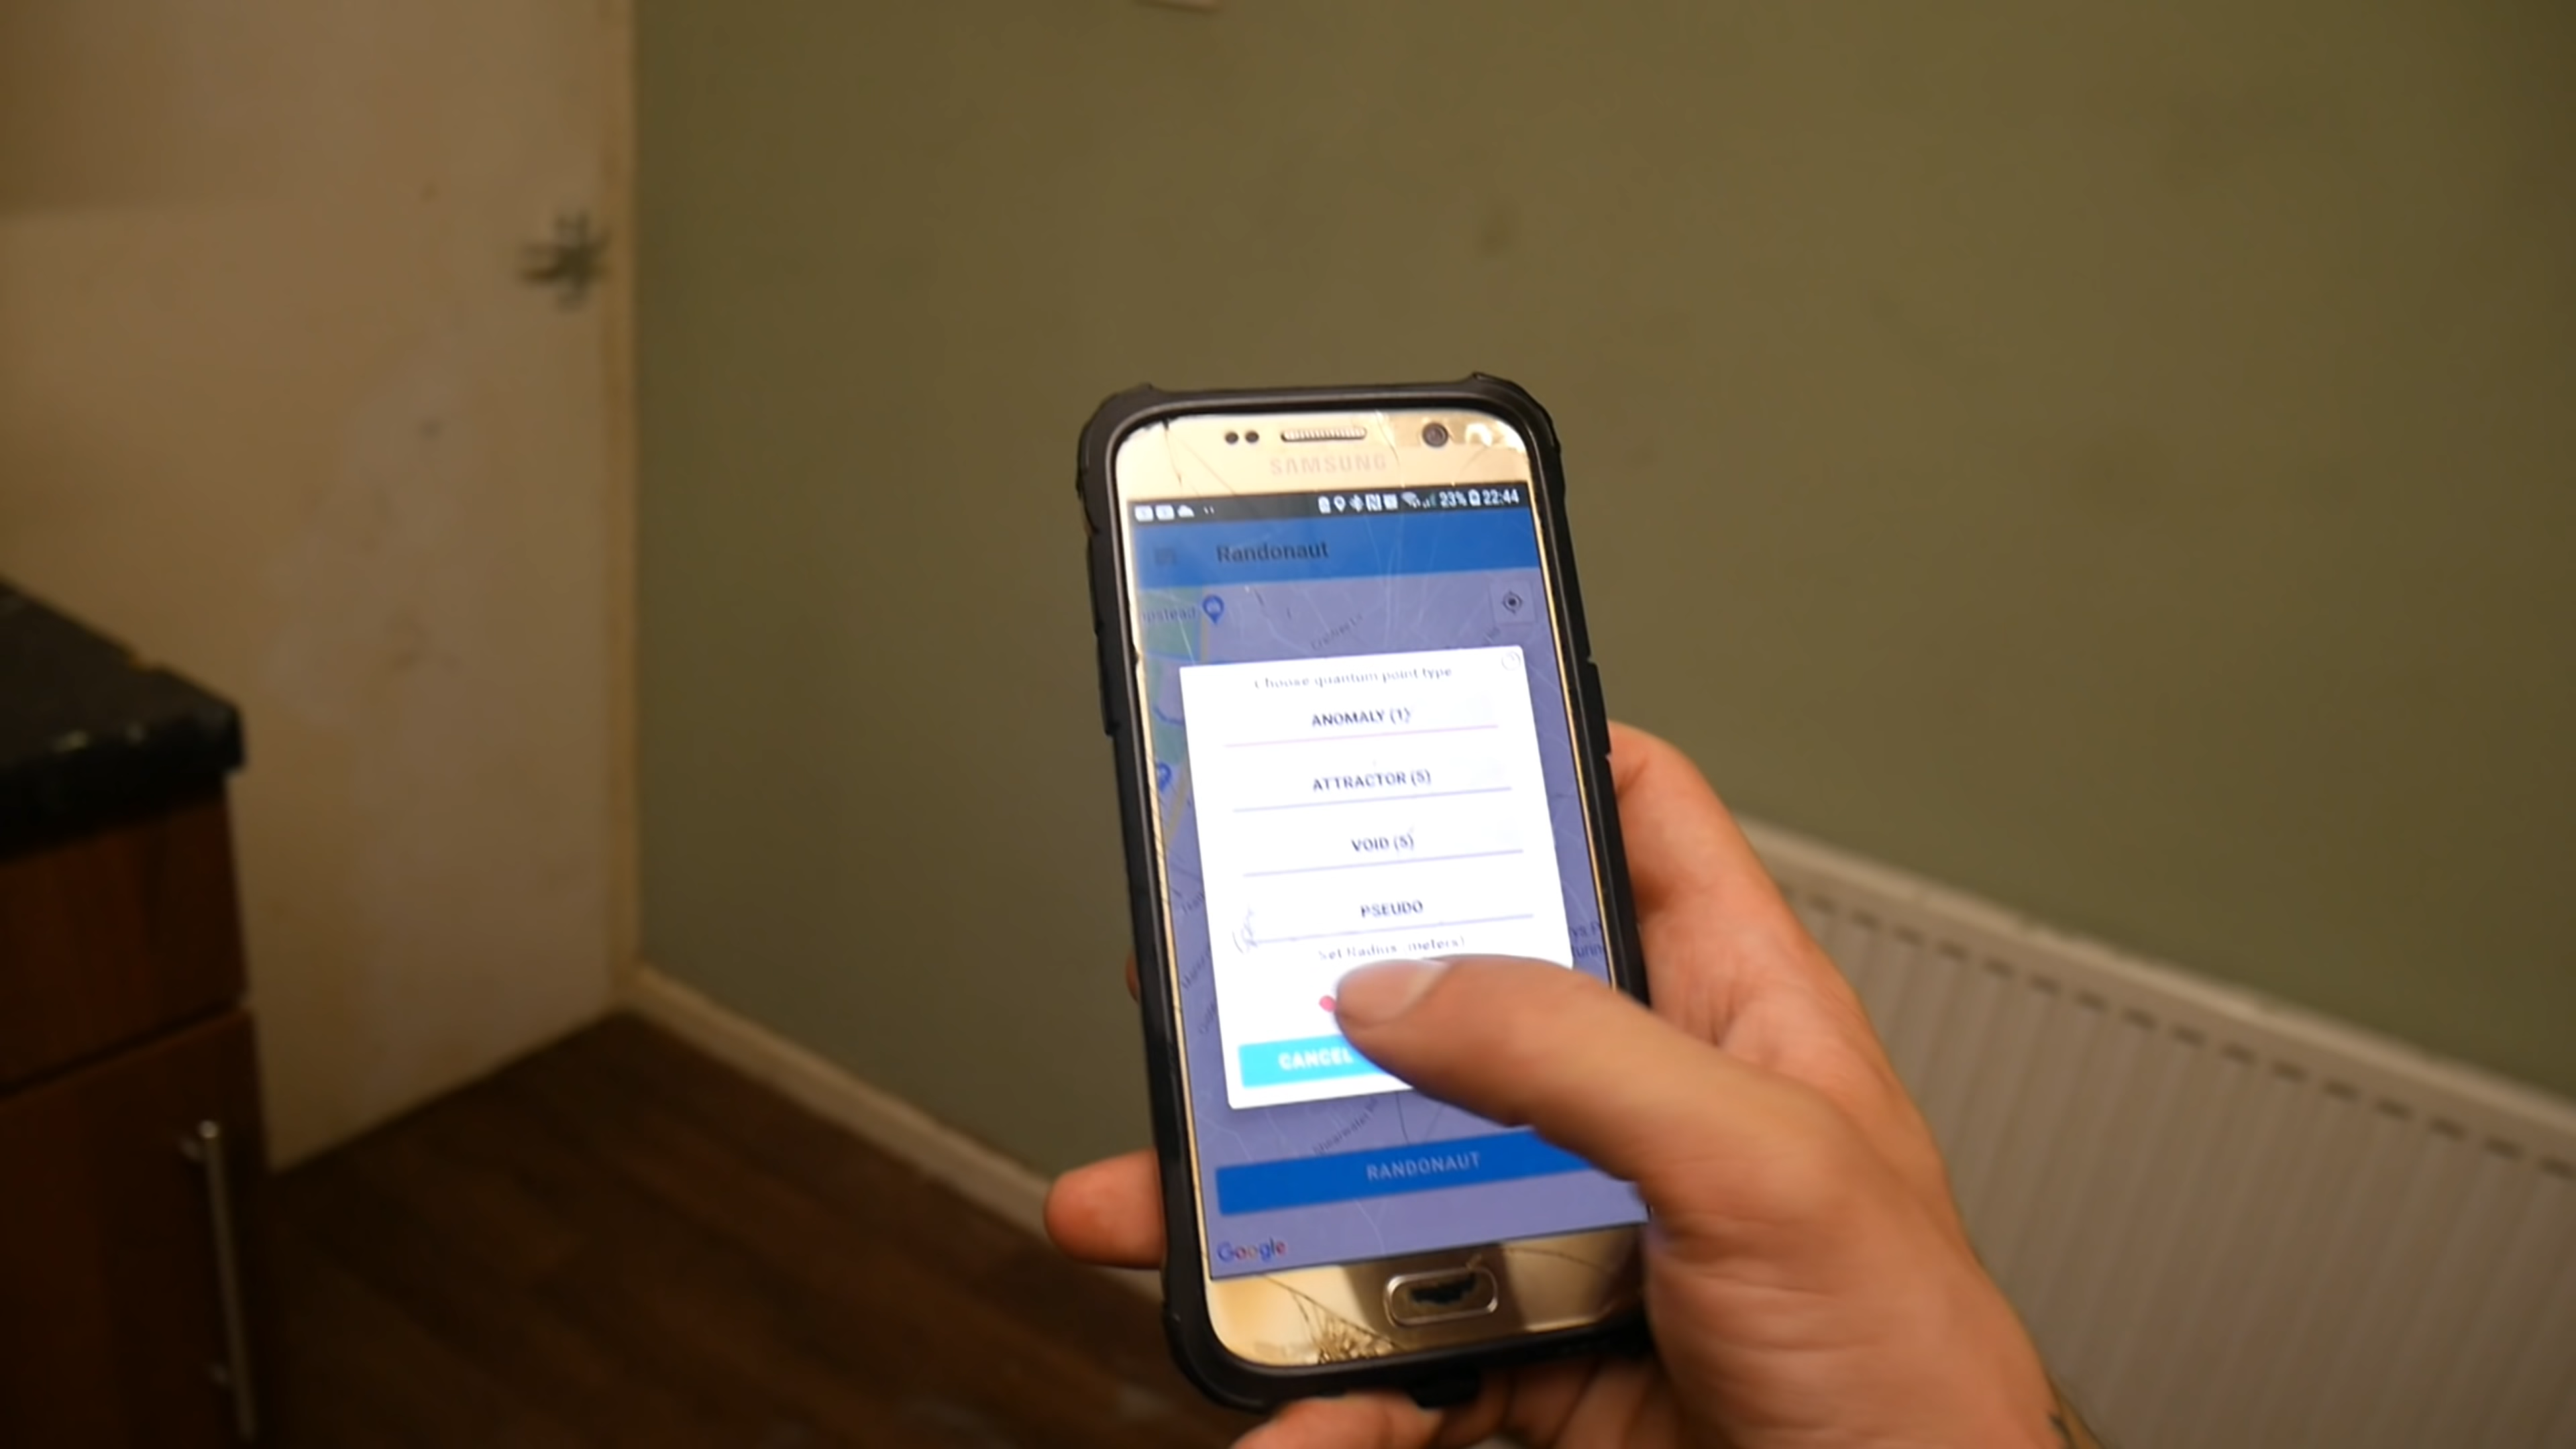 SAMSUNG
23% 22:44
Randonaut
pstead
Choose quantum point type
ANOMALY (1)
ATTRACTOR (5)
VOID (5)
PSEUDO
Set Radius (meters)
CANCEL
RANDONAUT
Google